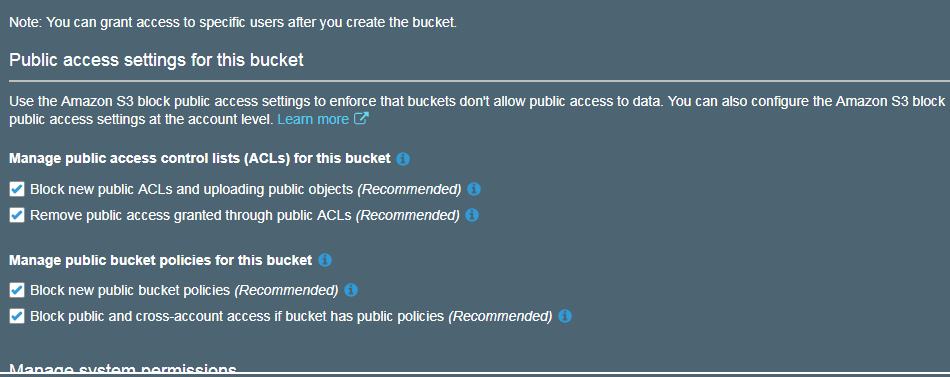 Note: You can grant access to specific users after you create the bucket.
Public access settings for this bucket
Use the Amazon S3 block public access settings to enforce that buckets don't allow public access to data. You can also configure the Amazon S3 block
public access settings at the account level. Learn more
Manage public access control lists (ACLs) for this bucket
Block new public ACLs and uploading public objects (Recommended)
Remove public access granted through public ACLs (Recommended)
Manage public bucket policies for this bucket
Block new public bucket policies (Recommended)
Block public and cross-account access if bucket has public policies (Recommended)
Manage system permissions